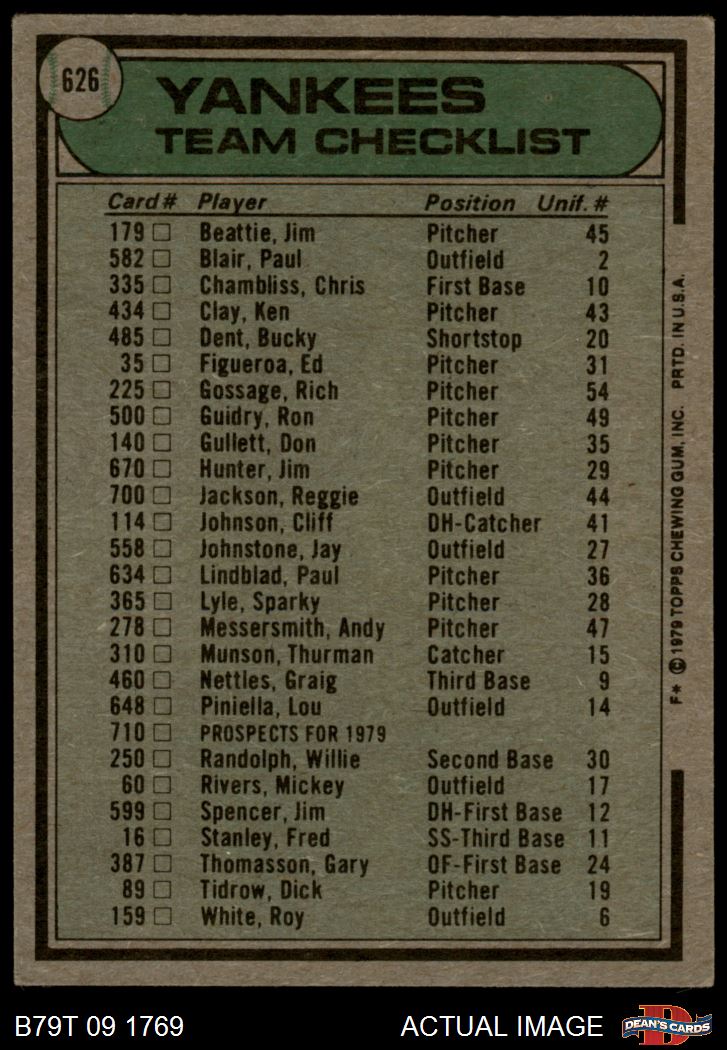 626
YANKEES
TEAM CHECKLIST
Card # Player Position Unif. #
179 Beattie, Jim Pitcher 45
582 Blair, Paul Outfield 2
335 Chambliss, Chris First Base 10
434 Clay, Ken Pitcher 43
485 Dent, Bucky Shortstop 20
35 Figueroa, Ed Pitcher 31
225 Gossage, Rich Pitcher 54
500 Guidry, Ron Pitcher 49
140 Gullett, Don Pitcher 35
670 Hunter, Jim Pitcher 29
700 Jackson, Reggie Outfield 44
114 Johnson, Cliff DH-Catcher 41
558 Johnstone, Jay Outfield 27
634 Lindblad, Paul Pitcher 36
365 Lyle, Sparky Pitcher 28
278 Messersmith, Andy Pitcher 47
310 Munson, Thurman Catcher 15
460 Nettles, Graig Third Base 9
648 Piniella, Lou Outfield 14
710 PROSPECTS FOR 1979
250 Randolph, Willie Second Base 30
60 Rivers, Mickey Outfield 17
599 Spencer, Jim DH-First Base 12
16 Stanley, Fred SS-Third Base 11
387 Thomasson, Gary OF-First Base 24
89 Tidrow, Dick Pitcher 19
159 White, Roy Outfield 6
F* © 1979 TOPPS CHEWING GUM, INC. PRTD. IN U.S.A.
B79T 09 1769 ACTUAL IMAGE
D
DEAN'S CARDS